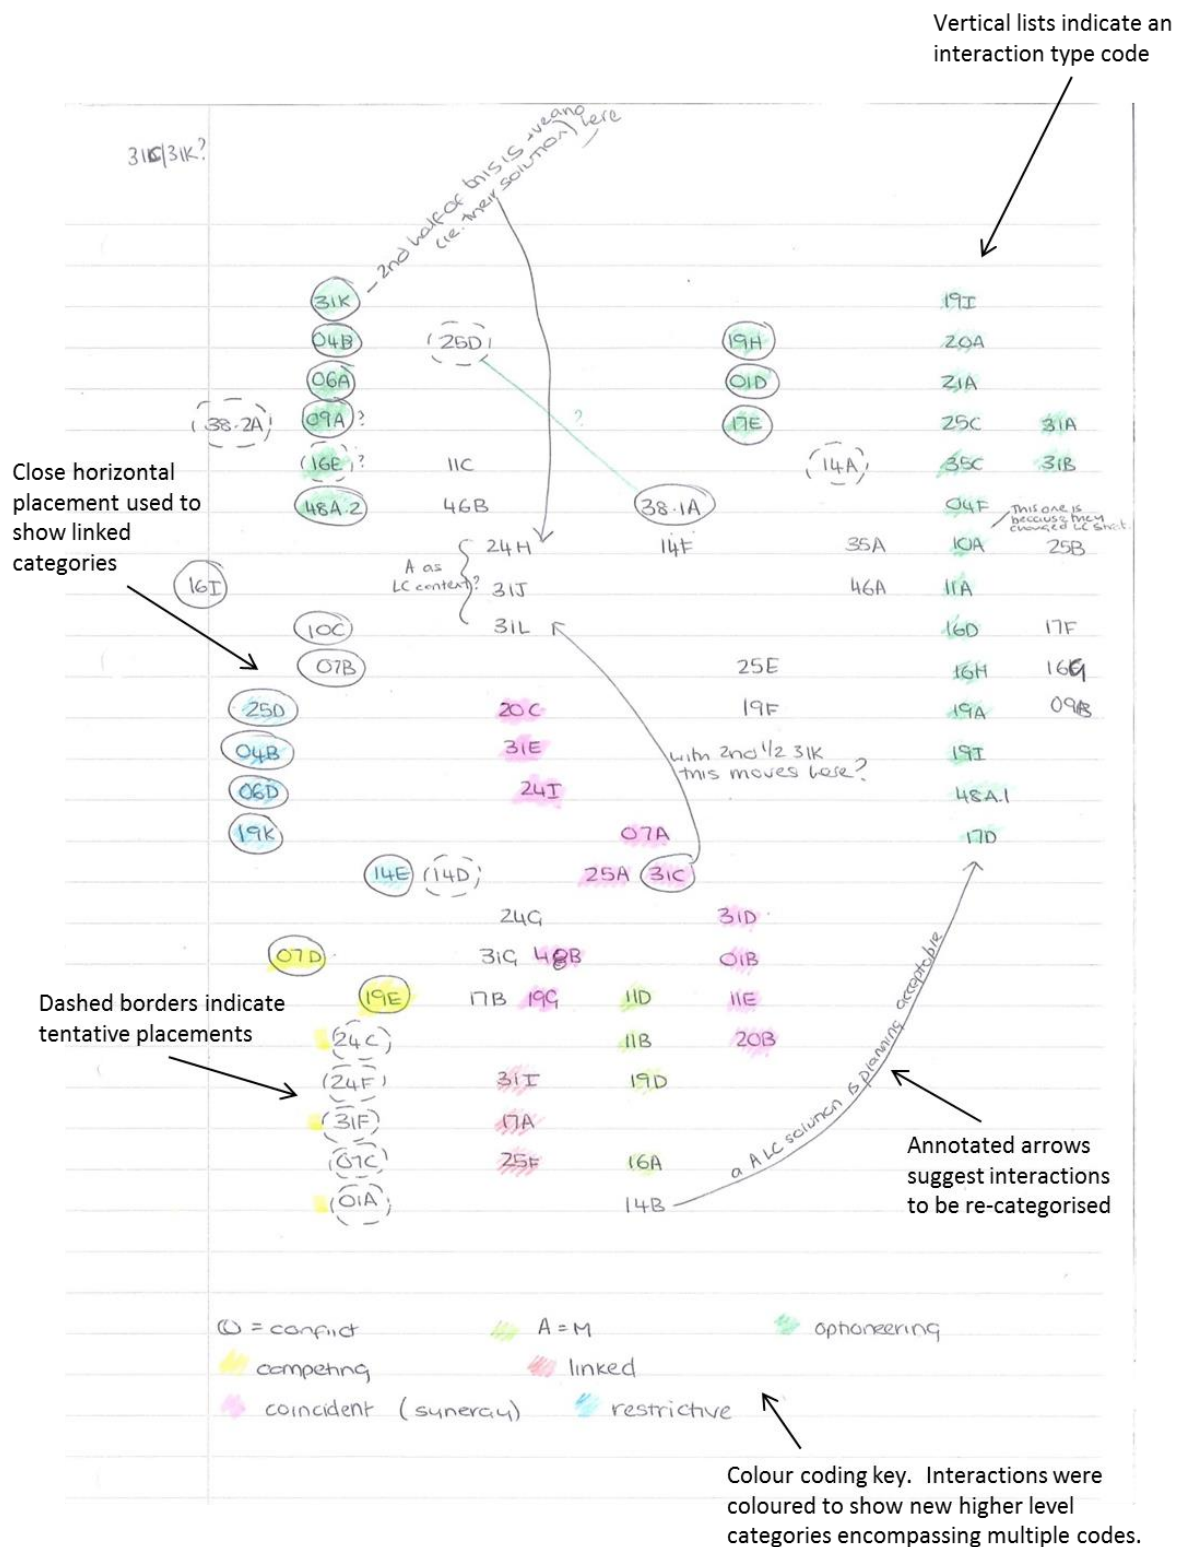 Vertical lists indicate an
interaction type code
31K?
2nd half of this is +ve and
(ie. their solution) here
31K
19I
04B
25D
19H
20A
06A
01D
21A
38.2A
09A?
?
17E
25C
31A
Close horizontal
placement used to
show linked
categories
16E?
11C
14A
35C
31B
48A.2
46B
38.1A
04F
This one is
because they
changed LC strat.
24H
14F
35A
10A
25B
A as
LC context?
16I
31J
46A
11A
10C
31L
16D
17F
07B
25E
16H
16G
25D
20C
19F
19A
09B
04B
31E
with 2nd 1/2 31K
this moves here?
19I
06D
24I
48A.1
19K
07A
17D
14E
14D
25A
31C
24G
31D
07D
31G
48B
01B
Dashed borders indicate
tentative placements
19E
17B
19G
11D
11E
24C
11B
20B
24F
31I
19D
31F
17A
07C
25F
16A
01A
14B
a A LC solution is planning acceptable
Annotated arrows
suggest interactions
to be re-categorised
= conflict
A = M
optioneering
competing
linked
coincident (synergy)
restrictive
Colour coding key. Interactions were
coloured to show new higher level
categories encompassing multiple codes.